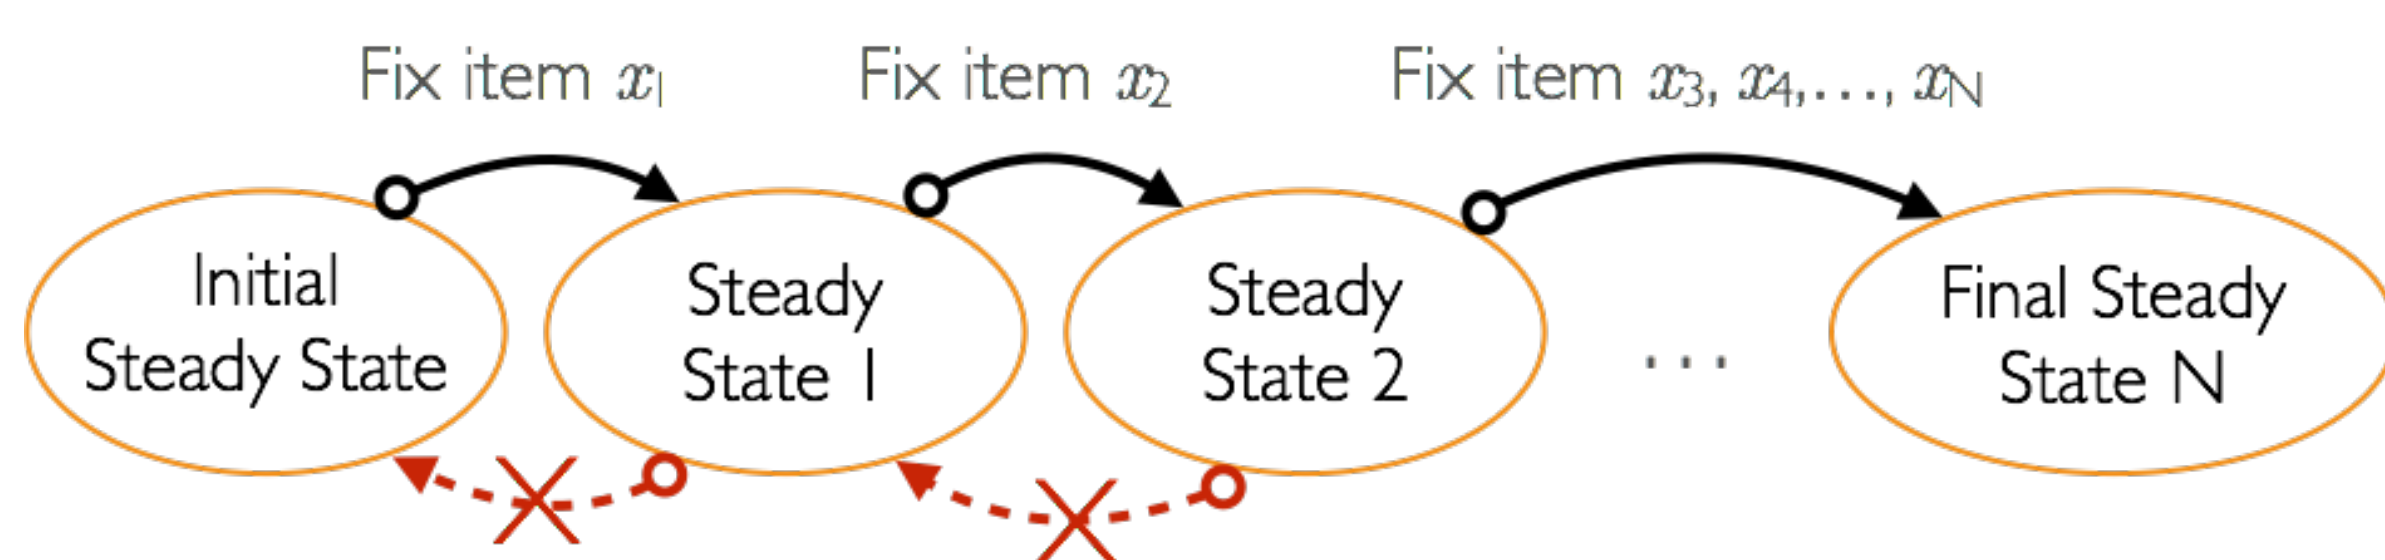 Fix item x1
Fix item x2
Fix item x3, x4,..., xN
Initial
Steady State
Steady
State 1
Steady
State 2
...
Final Steady
State N